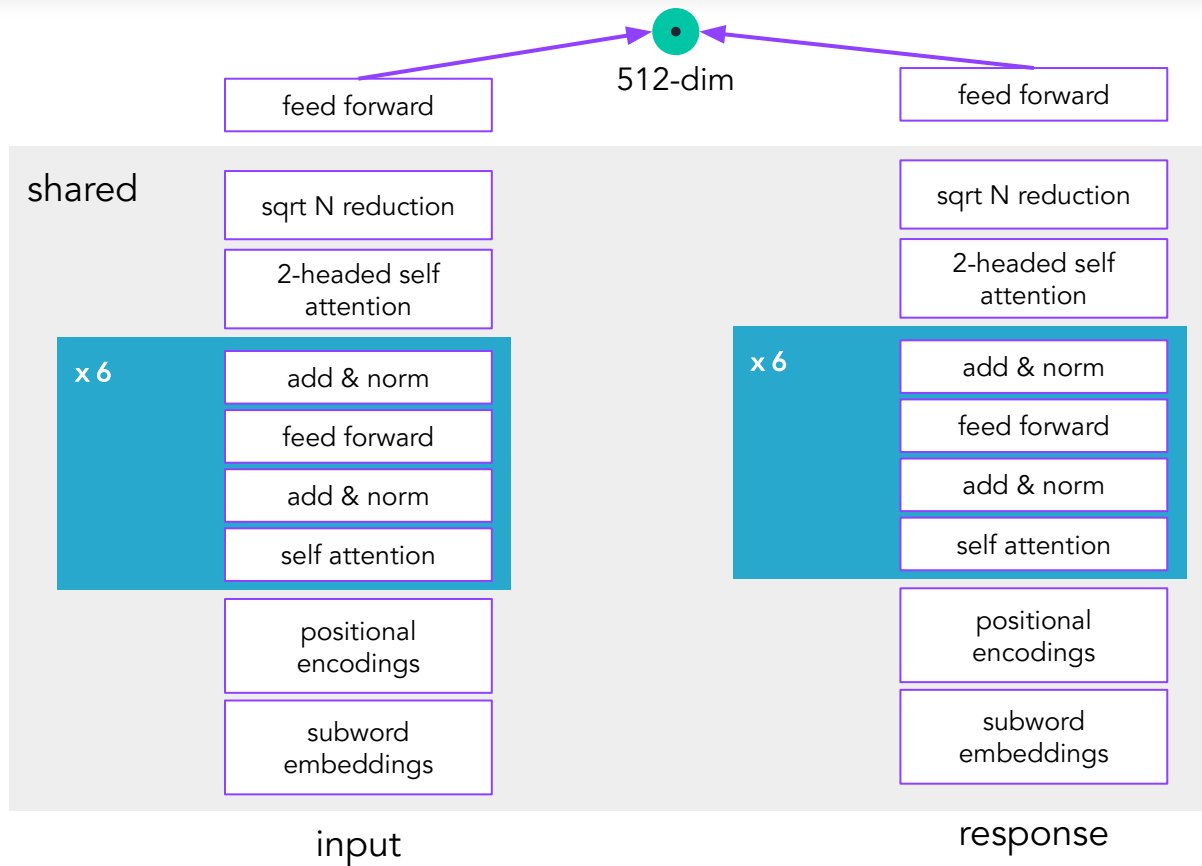 512-dim
feed forward
feed forward
shared
sqrt N reduction
2-headed self
attention
x 6
add & norm
feed forward
add & norm
self attention
positional
encodings
subword
embeddings
input
sqrt N reduction
2-headed self
attention
x 6
add & norm
feed forward
add & norm
self attention
positional
encodings
subword
embeddings
response